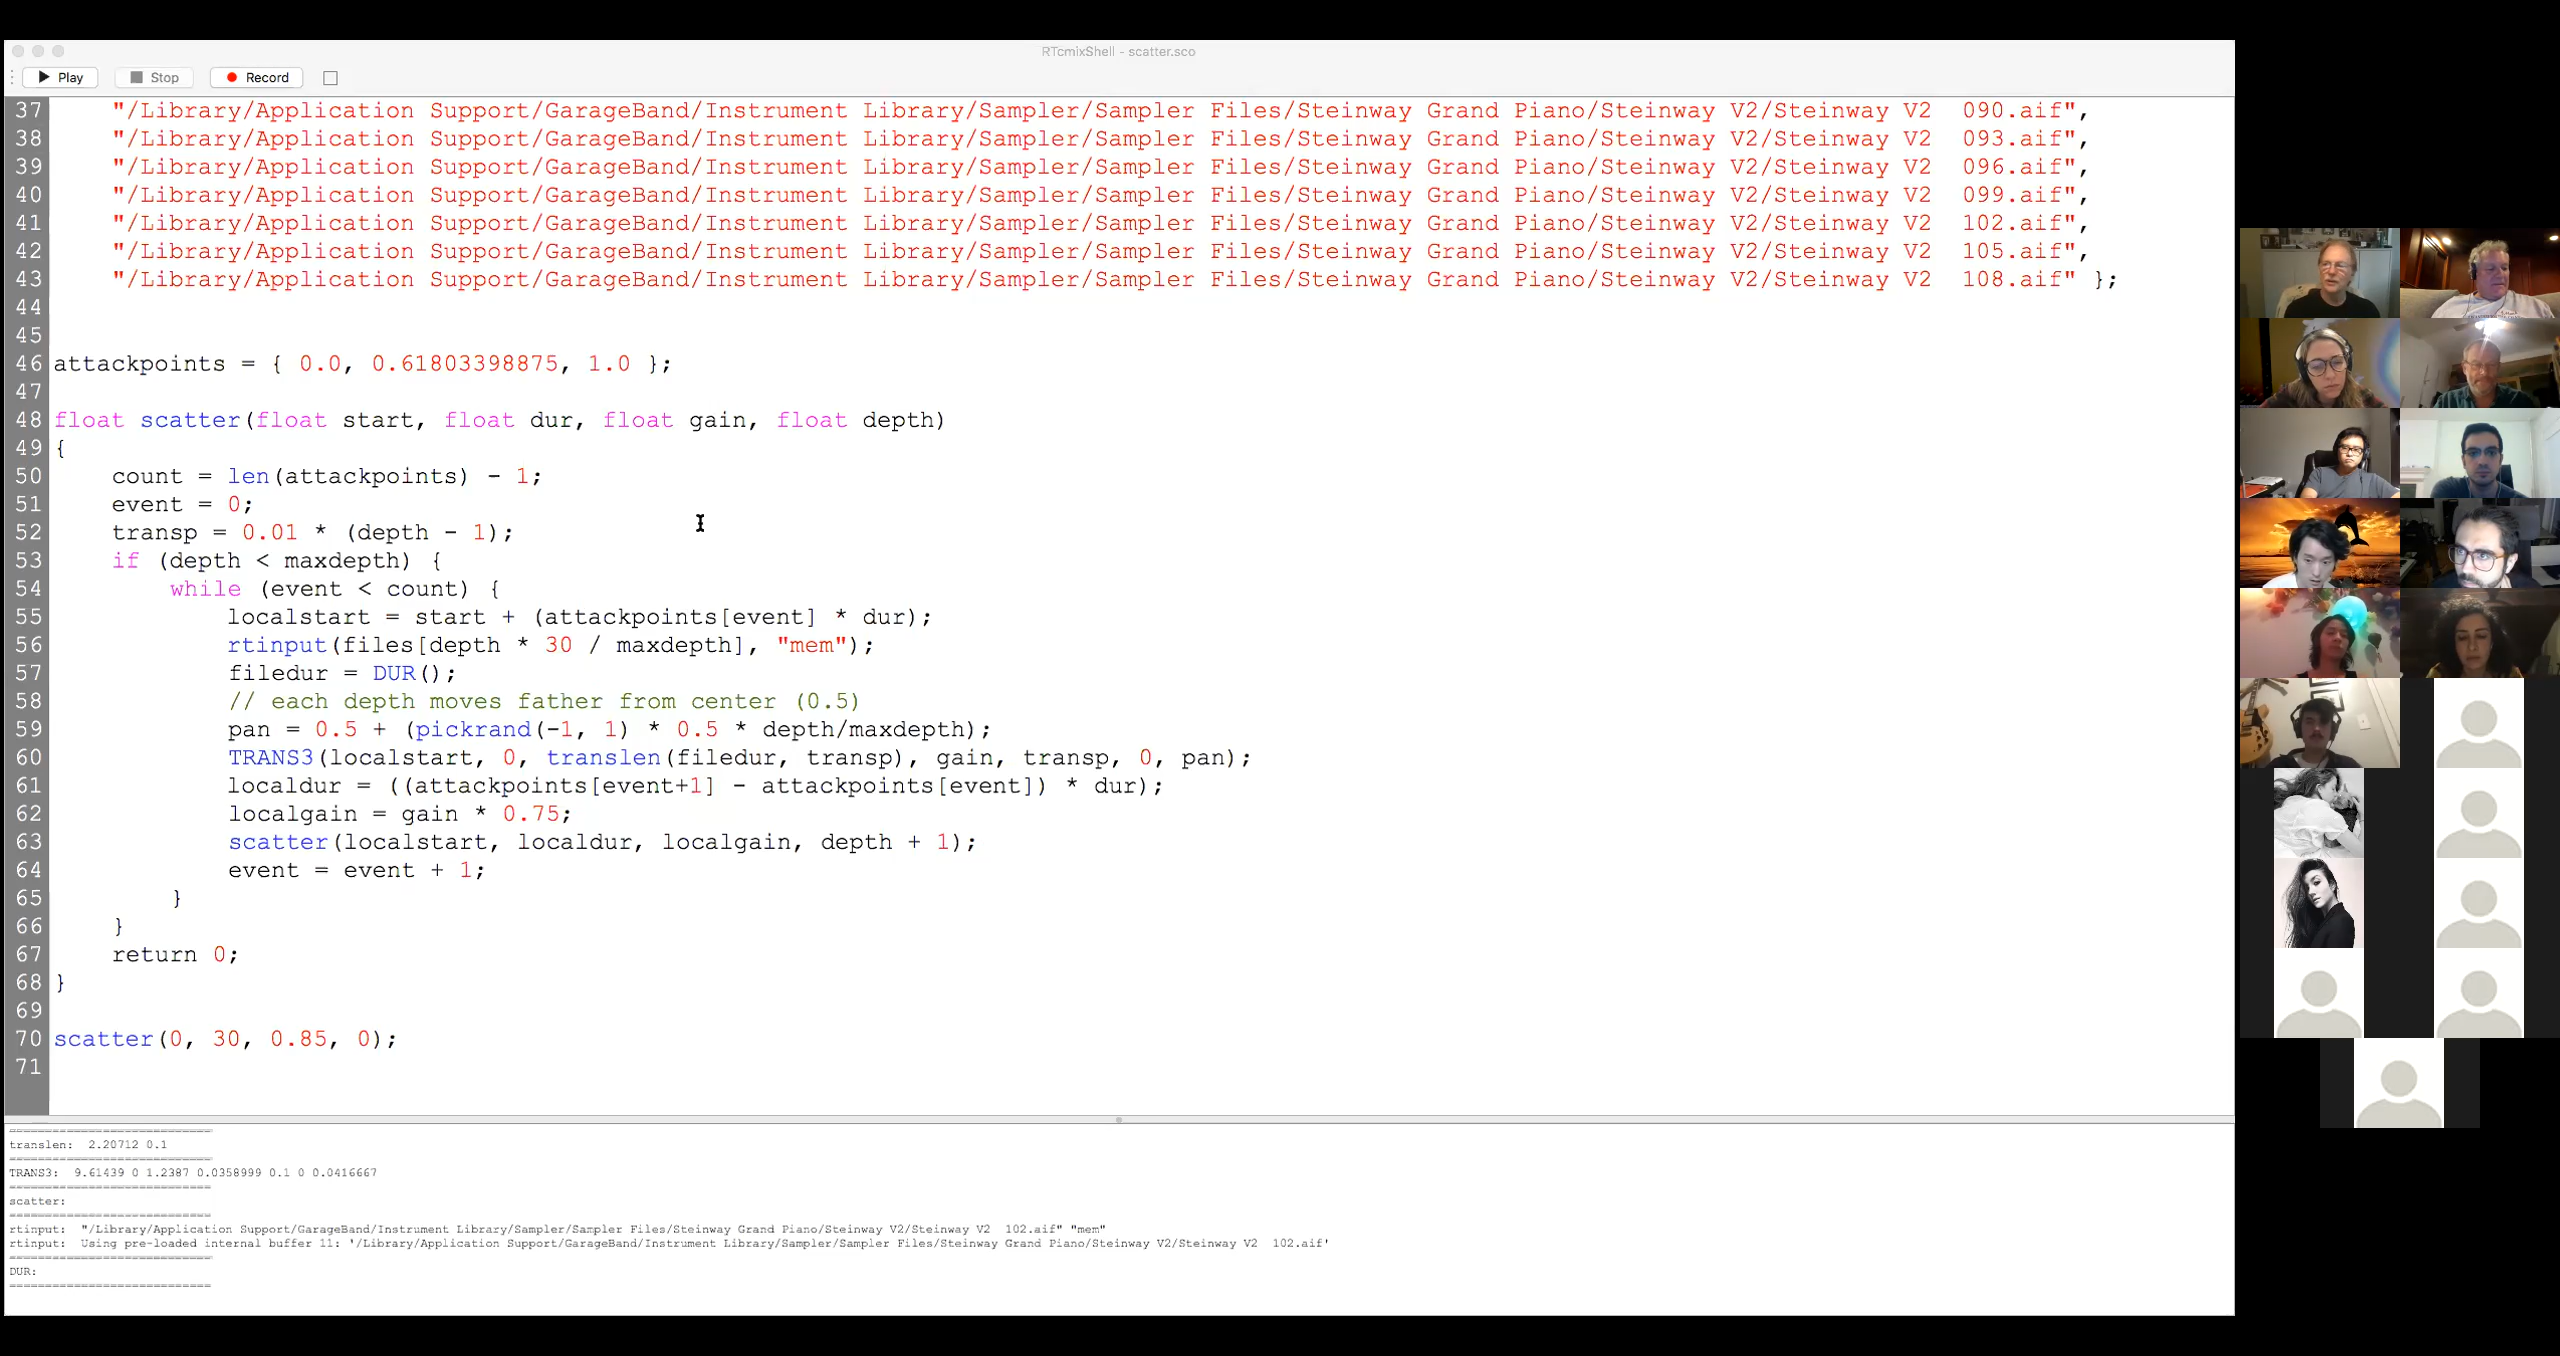 RTcmixShell - scatter.sco
Play Stop Record
37 "/Library/Application Support/GarageBand/Instrument Library/Sampler/Sampler Files/Steinway Grand Piano/Steinway V2/Steinway V2  090.aif",
38 "/Library/Application Support/GarageBand/Instrument Library/Sampler/Sampler Files/Steinway Grand Piano/Steinway V2/Steinway V2  093.aif",
39 "/Library/Application Support/GarageBand/Instrument Library/Sampler/Sampler Files/Steinway Grand Piano/Steinway V2/Steinway V2  096.aif",
40 "/Library/Application Support/GarageBand/Instrument Library/Sampler/Sampler Files/Steinway Grand Piano/Steinway V2/Steinway V2  099.aif",
41 "/Library/Application Support/GarageBand/Instrument Library/Sampler/Sampler Files/Steinway Grand Piano/Steinway V2/Steinway V2  102.aif",
42 "/Library/Application Support/GarageBand/Instrument Library/Sampler/Sampler Files/Steinway Grand Piano/Steinway V2/Steinway V2  105.aif",
43 "/Library/Application Support/GarageBand/Instrument Library/Sampler/Sampler Files/Steinway Grand Piano/Steinway V2/Steinway V2  108.aif" };
44
45
46 attackpoints = { 0.0, 0.61803398875, 1.0 };
47
48 float scatter(float start, float dur, float gain, float depth)
49 {
50 count = len(attackpoints) - 1;
51 event = 0;
52 transp = 0.01 * (depth - 1);
53 if (depth < maxdepth) {
54 while (event < count) {
55 localstart = start + (attackpoints[event] * dur);
56 rtinput(files[depth * 30 / maxdepth], "mem");
57 filedur = DUR();
58 // each depth moves father from center (0.5)
59 pan = 0.5 + (pickrand(-1, 1) * 0.5 * depth/maxdepth);
60 TRANS3(localstart, 0, translen(filedur, transp), gain, transp, 0, pan);
61 localdur = ((attackpoints[event+1] - attackpoints[event]) * dur);
62 localgain = gain * 0.75;
63 scatter(localstart, localdur, localgain, depth + 1);
64 event = event + 1;
65 }
66 }
67 return 0;
68 }
69
70 scatter(0, 30, 0.85, 0);
71
============================
translen:  2.20712 0.1
============================
TRANS3:  9.61439 0 1.2387 0.0358999 0.1 0 0.0416667
============================
scatter:
============================
rtinput:  "/Library/Application Support/GarageBand/Instrument Library/Sampler/Sampler Files/Steinway Grand Piano/Steinway V2/Steinway V2  102.aif" "mem"
rtinput:  Using pre-loaded internal buffer 11: '/Library/Application Support/GarageBand/Instrument Library/Sampler/Sampler Files/Steinway Grand Piano/Steinway V2/Steinway V2  102.aif'
============================
DUR:
============================